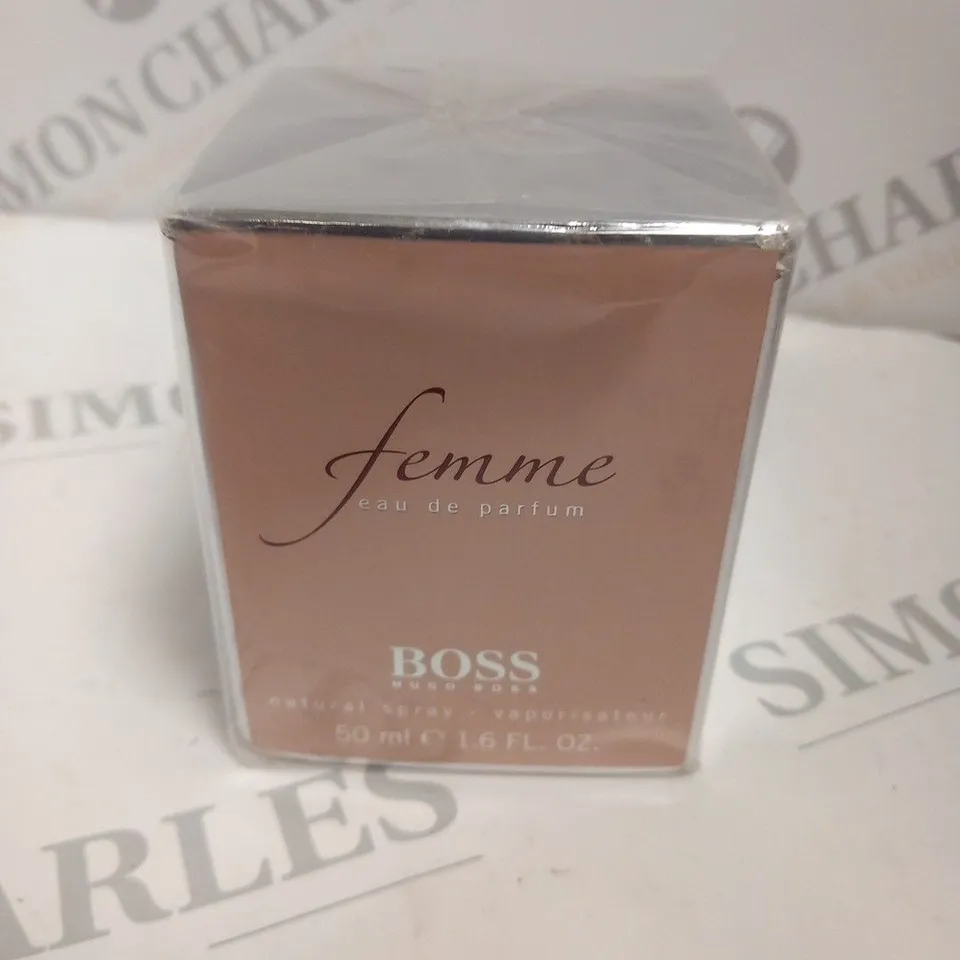 SIMON CHAR
femme
eau de parfum
BOSS
HUGO BOSS
natural spray - vaporisateur
50 ml e 1.6 FL. OZ.
CHAR
SIMO
SIMO
ARLES